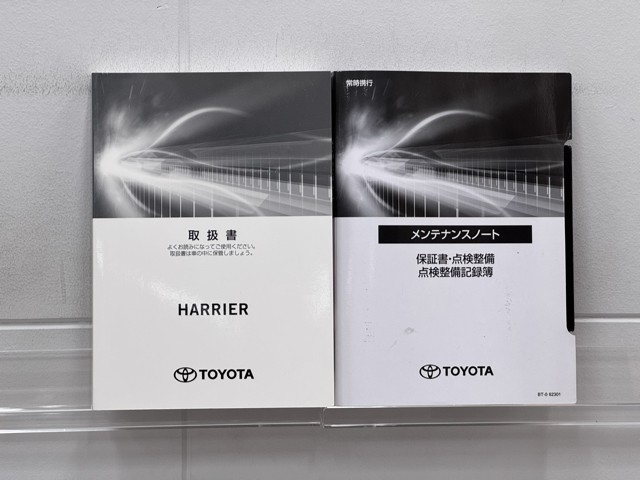 取扱書
よくお読みになってご使用ください。
取扱書は車の中に保管しましょう。
HARRIER
TOYOTA
常時携行
メンテナンスノート
保証書・点検整備
点検整備記録簿
TOYOTA
BT-0 62301